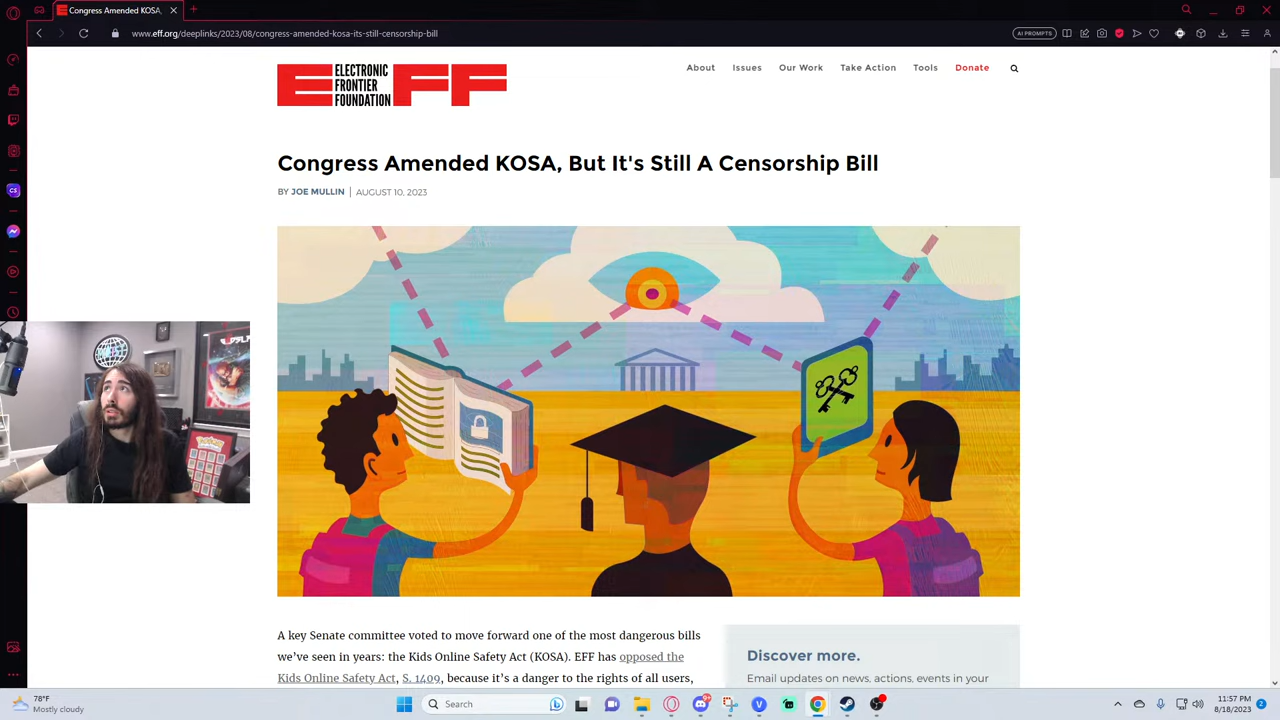 Congress Amended KOSA,
www.eff.org/deeplinks/2023/08/congress-amended-kosa-its-still-censorship-bill
AI PROMPTS
ELECTRONIC
FRONTIER
FOUNDATION
EFF
About Issues Our Work Take Action Tools Donate
Congress Amended KOSA, But It's Still A Censorship Bill
BY JOE MULLIN | AUGUST 10, 2023
A key Senate committee voted to move forward one of the most dangerous bills
we've seen in years: the Kids Online Safety Act (KOSA). EFF has opposed the
Kids Online Safety Act, S. 1409, because it's a danger to the rights of all users,
Discover more.
Email updates on news, actions, events in your
78°F
Mostly cloudy
Search
9+
11:57 PM
8/18/2023
2